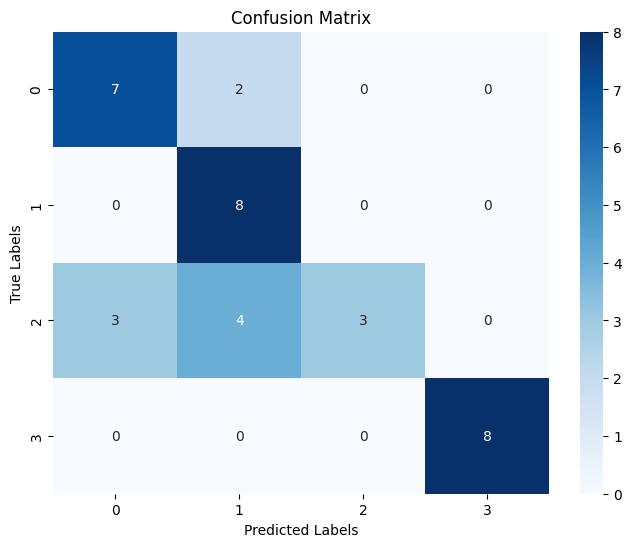 Confusion Matrix
True Labels
0 7 2 0 0
1 0 8 0 0
2 3 4 3 0
3 0 0 0 8
0 1 2 3
Predicted Labels
8
7
6
5
4
3
2
1
0